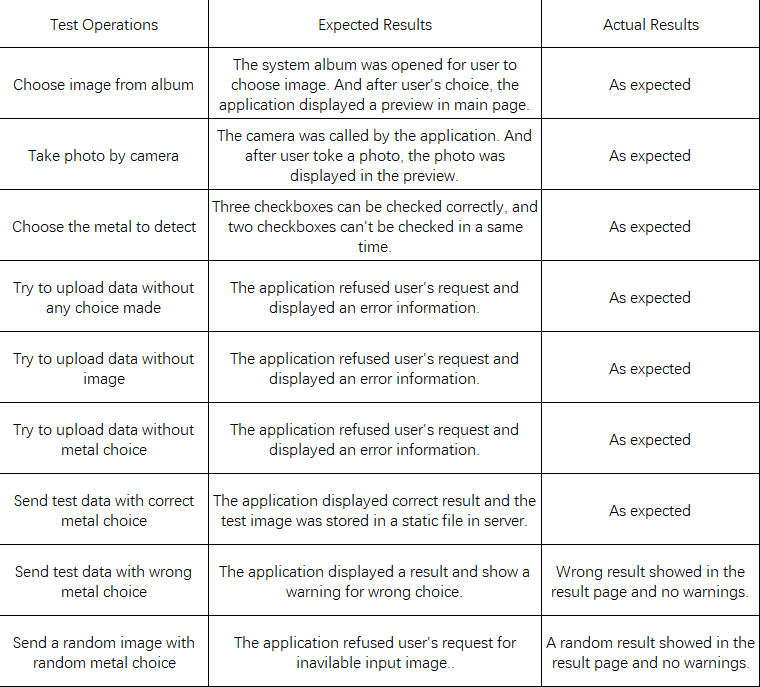 Test Operations
Expected Results
Actual Results
Choose image from album
The system album was opened for user to
choose image. And after user's choice, the
application displayed a preview in main page.
As expected
Take photo by camera
The camera was called by the application. And
after user toke a photo, the photo was
displayed in the preview.
As expected
Choose the metal to detect
Three checkboxes can be checked correctly, and
two checkboxes can't be checked in a same
time.
As expected
Try to upload data without
any choice made
The application refused user's request and
displayed an error information.
As expected
Try to upload data without
image
The application refused user's request and
displayed an error information.
As expected
Try to upload data without
metal choice
The application refused user's request and
displayed an error information.
As expected
Send test data with correct
metal choice
The application displayed correct result and the
test image was stored in a static file in server.
As expected
Send test data with wrong
metal choice
The application displayed a result and show a
warning for wrong choice.
Wrong result showed in the
result page and no warnings.
Send a random image with
random metal choice
The application refused user's request for
inavilable input image..
A random result showed in the
result page and no warnings.